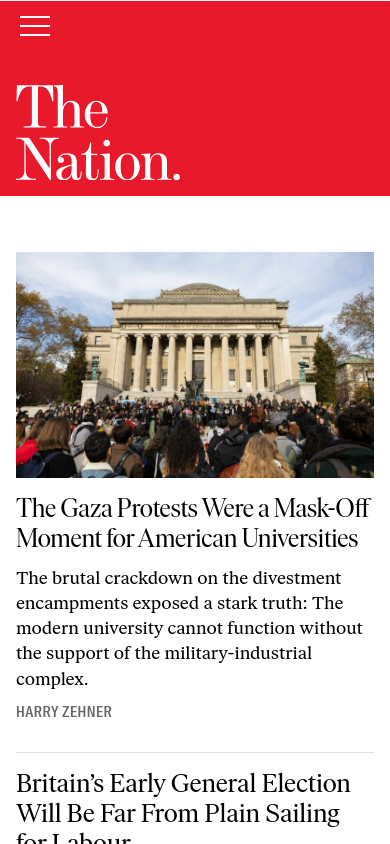 The
Nation.
The Gaza Protests Were a Mask-Off
Moment for American Universities
The brutal crackdown on the divestment
encampments exposed a stark truth: The
modern university cannot function without
the support of the military-industrial
complex.
HARRY ZEHNER
Britain’s Early General Election
Will Be Far From Plain Sailing
for Labour